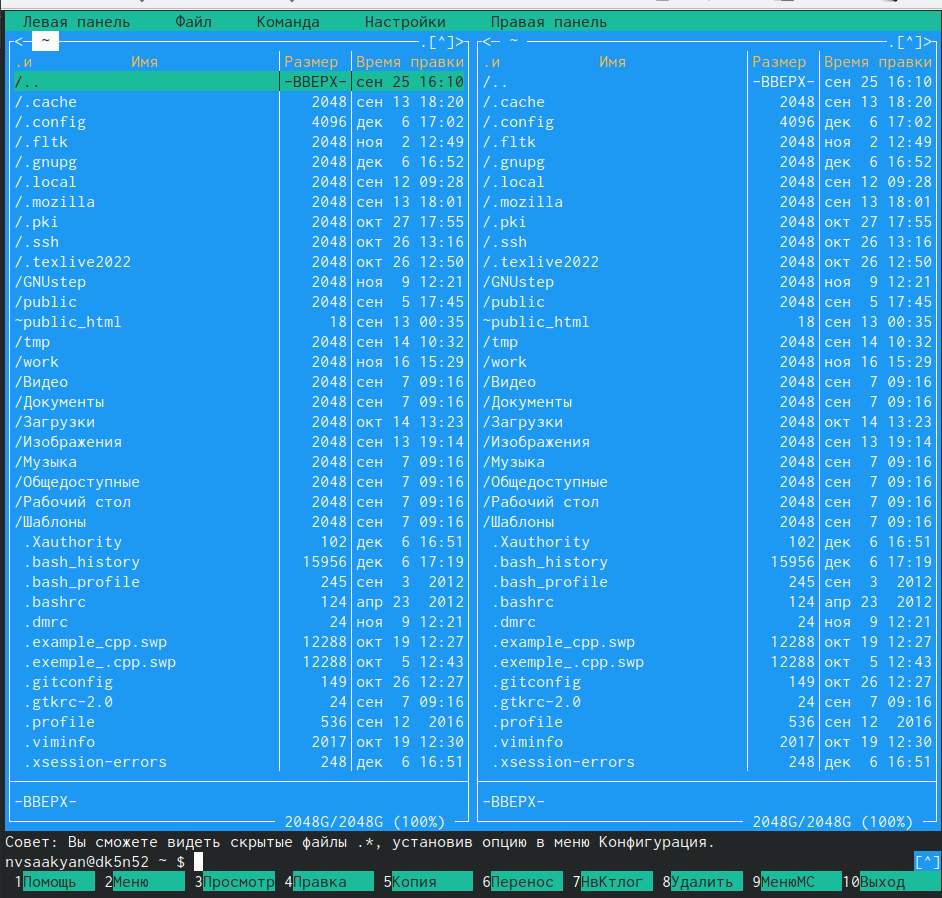 Левая панель Файл Команда Настройки Правая панель
<─ ~ .[^]> <─ ~ .[^]>
.и Имя Размер Время правки .и Имя Размер Время правки
/.. -ВВЕРХ- сен 25 16:10 /.. -ВВЕРХ- сен 25 16:10
/.cache 2048 сен 13 18:20 /.cache 2048 сен 13 18:20
/.config 4096 дек 6 17:02 /.config 4096 дек 6 17:02
/.fltk 2048 ноя 2 12:49 /.fltk 2048 ноя 2 12:49
/.gnupg 2048 дек 6 16:52 /.gnupg 2048 дек 6 16:52
/.local 2048 сен 12 09:28 /.local 2048 сен 12 09:28
/.mozilla 2048 сен 13 18:01 /.mozilla 2048 сен 13 18:01
/.pki 2048 окт 27 17:55 /.pki 2048 окт 27 17:55
/.ssh 2048 окт 26 13:16 /.ssh 2048 окт 26 13:16
/.texlive2022 2048 окт 26 12:50 /.texlive2022 2048 окт 26 12:50
/GNUstep 2048 ноя 9 12:21 /GNUstep 2048 ноя 9 12:21
/public 2048 сен 5 17:45 /public 2048 сен 5 17:45
~public_html 18 сен 13 00:35 ~public_html 18 сен 13 00:35
/tmp 2048 сен 14 10:32 /tmp 2048 сен 14 10:32
/work 2048 ноя 16 15:29 /work 2048 ноя 16 15:29
/Видео 2048 сен 7 09:16 /Видео 2048 сен 7 09:16
/Документы 2048 сен 7 09:16 /Документы 2048 сен 7 09:16
/Загрузки 2048 окт 14 13:23 /Загрузки 2048 окт 14 13:23
/Изображения 2048 сен 13 19:14 /Изображения 2048 сен 13 19:14
/Музыка 2048 сен 7 09:16 /Музыка 2048 сен 7 09:16
/Общедоступные 2048 сен 7 09:16 /Общедоступные 2048 сен 7 09:16
/Рабочий стол 2048 сен 7 09:16 /Рабочий стол 2048 сен 7 09:16
/Шаблоны 2048 сен 7 09:16 /Шаблоны 2048 сен 7 09:16
.Xauthority 102 дек 6 16:51 .Xauthority 102 дек 6 16:51
.bash_history 15956 дек 6 17:19 .bash_history 15956 дек 6 17:19
.bash_profile 245 сен 3 2012 .bash_profile 245 сен 3 2012
.bashrc 124 апр 23 2012 .bashrc 124 апр 23 2012
.dmrc 24 ноя 9 12:21 .dmrc 24 ноя 9 12:21
.example_cpp.swp 12288 окт 19 12:27 .example_cpp.swp 12288 окт 19 12:27
.exemple_.cpp.swp 12288 окт 5 12:43 .exemple_.cpp.swp 12288 окт 5 12:43
.gitconfig 149 окт 26 12:27 .gitconfig 149 окт 26 12:27
.gtkrc-2.0 24 сен 7 09:16 .gtkrc-2.0 24 сен 7 09:16
.profile 536 сен 12 2016 .profile 536 сен 12 2016
.viminfo 2017 окт 19 12:30 .viminfo 2017 окт 19 12:30
.xsession-errors 248 дек 6 16:51 .xsession-errors 248 дек 6 16:51
-ВВЕРХ- -ВВЕРХ-
2048G/2048G (100%) 2048G/2048G (100%)
Совет: Вы сможете видеть скрытые файлы .*, установив опцию в меню Конфигурация.
nvsaakyan@dk5n52 ~ $ [^]
1Помощь 2Меню 3Просмотр 4Правка 5Копия 6Перенос 7НвКтлог 8Удалить 9МенюMC 10Выход